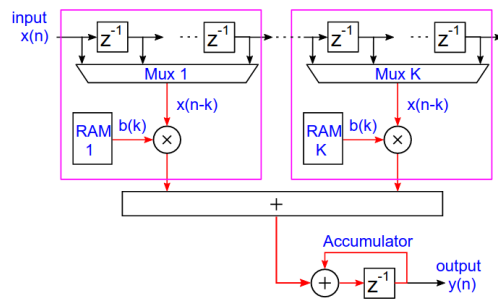 input
x(n)
z⁻¹ ... z⁻¹ ... z⁻¹ ... z⁻¹
Mux 1 Mux K
x(n-k) x(n-k)
RAM 1 b(k) × RAM K b(k) ×
+
Accumulator
+ z⁻¹
output
y(n)